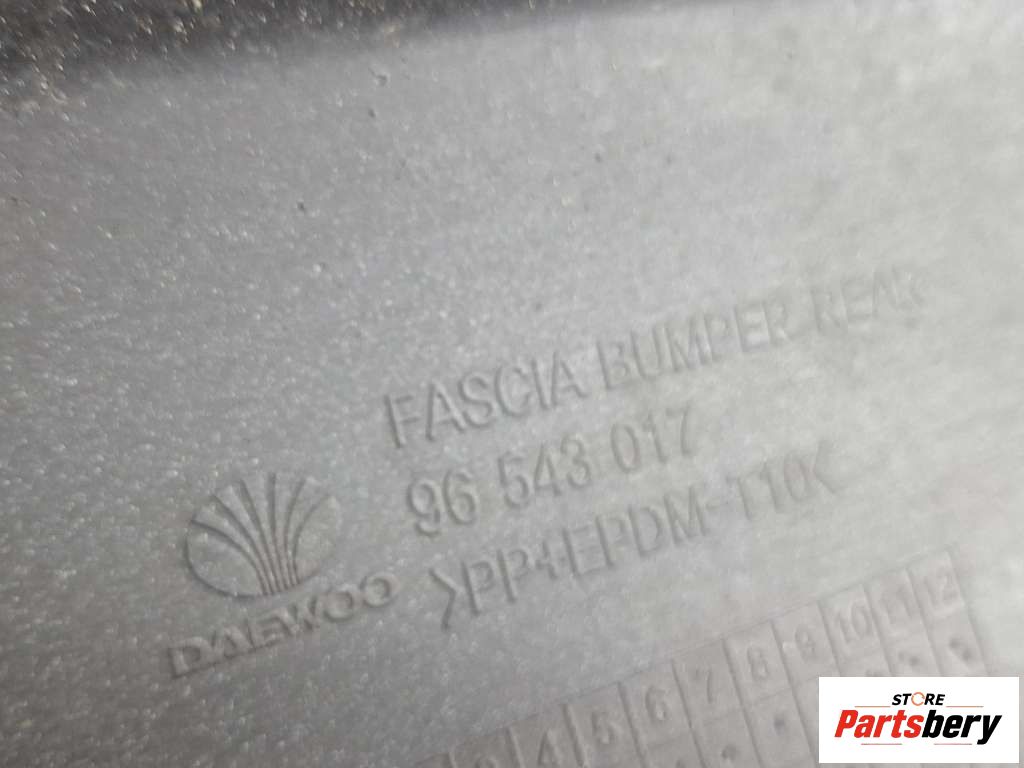 FASCIA BUMPER REAR
96 543 017
>PP+EPDM-T10<
DAEWOO
4 5 6 7 8 9 10 11 12
STORE
Partsbery